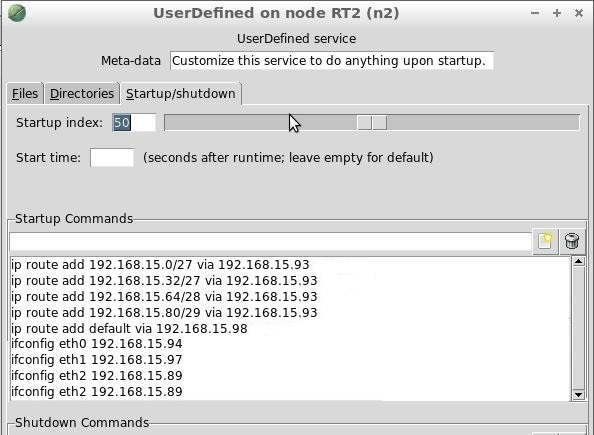 UserDefined on node RT2 (n2)
UserDefined service
Meta-data Customize this service to do anything upon startup.
Files Directories Startup/shutdown
Startup index: 50
Start time: (seconds after runtime; leave empty for default)
Startup Commands
ip route add 192.168.15.0/27 via 192.168.15.93
ip route add 192.168.15.32/27 via 192.168.15.93
ip route add 192.168.15.64/28 via 192.168.15.93
ip route add 192.168.15.80/29 via 192.168.15.93
ip route add default via 192.168.15.98
ifconfig eth0 192.168.15.94
ifconfig eth1 192.168.15.97
ifconfig eth2 192.168.15.89
ifconfig eth2 192.168.15.89
Shutdown Commands